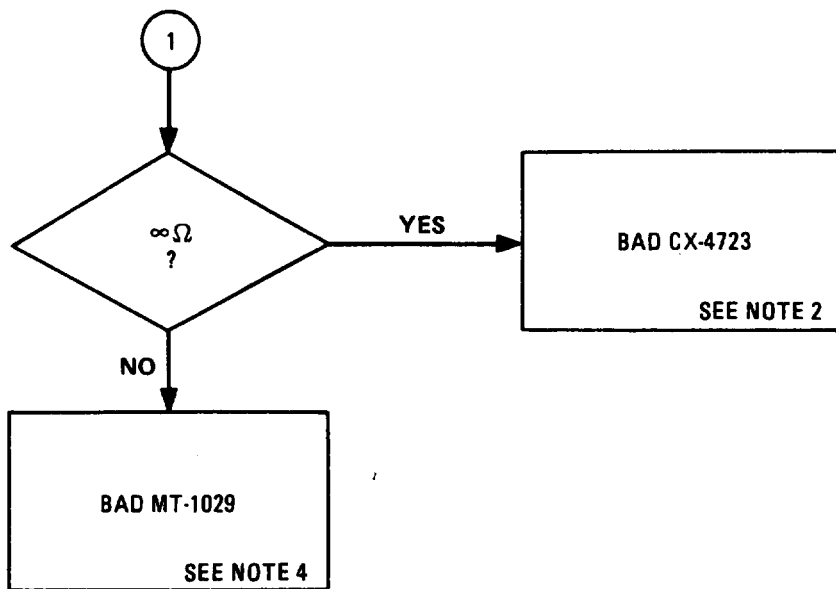 1
∞Ω
?
YES
BAD CX-4723
SEE NOTE 2
NO
BAD MT-1029
SEE NOTE 4